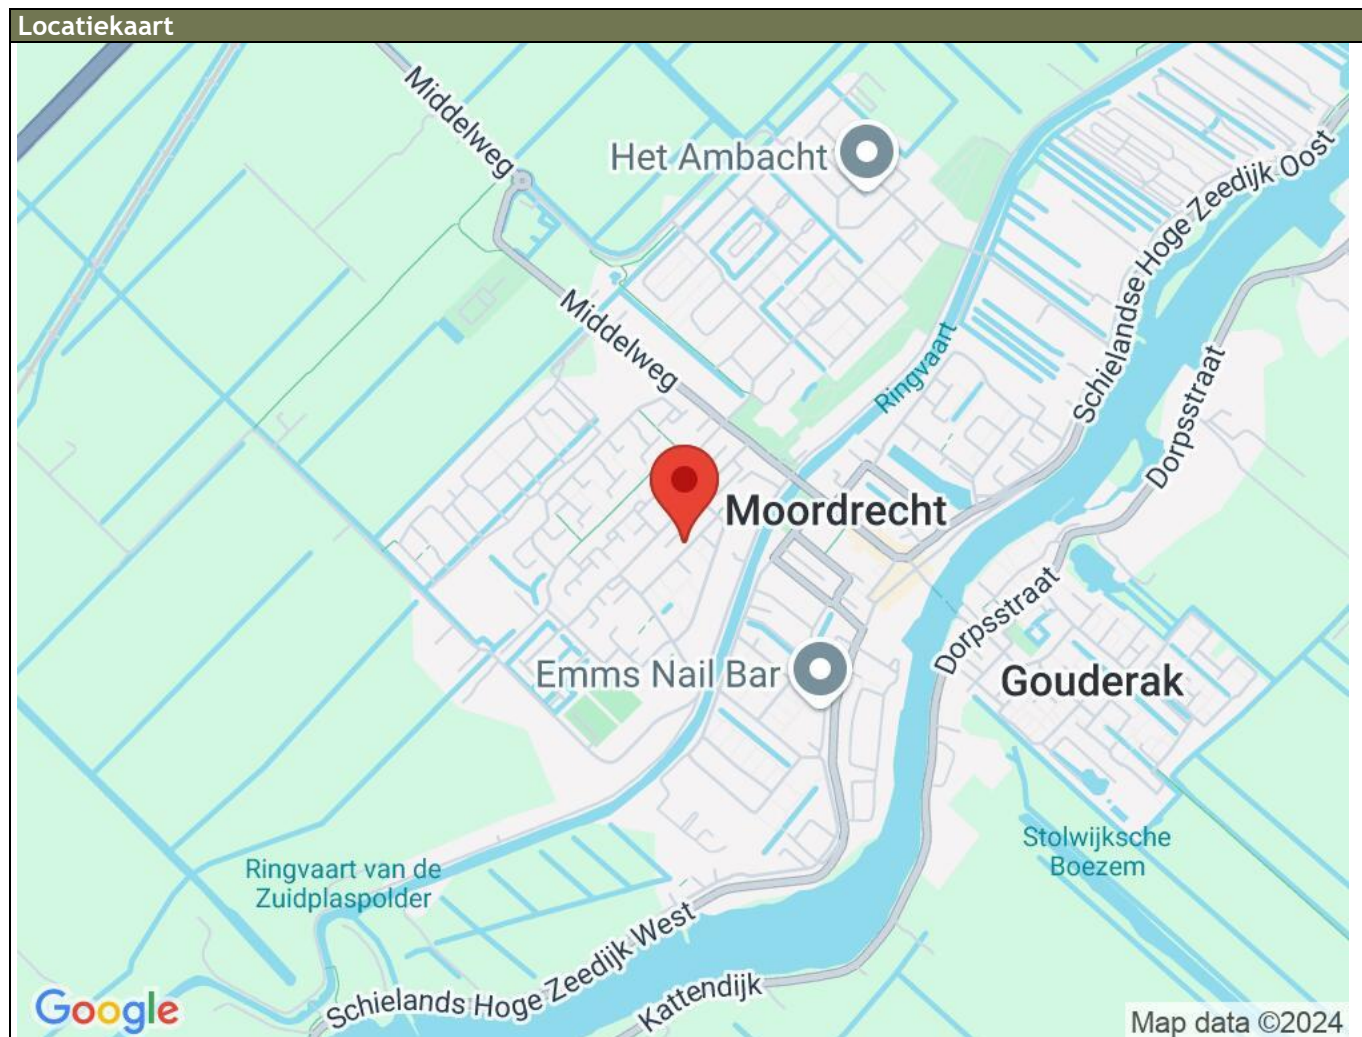 Locatiekaart
Middelweg
Het Ambacht
Schielandse Hoge Zeedijk Oost
Middelweg
Ringvaart
Dorpsstraat
Moordrecht
Dorpsstraat
Emms Nail Bar
Gouderak
Stolwijksche
Boezem
Ringvaart van de
Zuidplaspolder
Schielands Hoge Zeedijk West
Kattendijk
Google
Map data ©2024